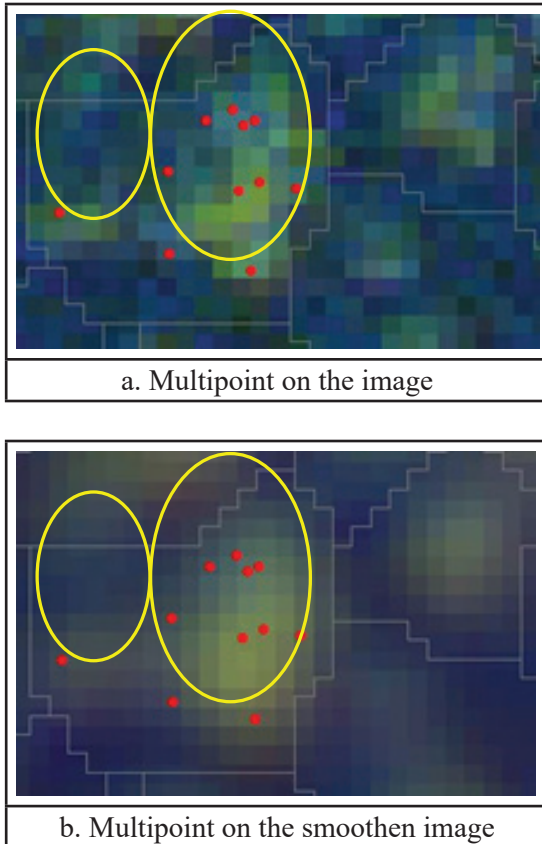 a. Multipoint on the image
b. Multipoint on the smoothen image